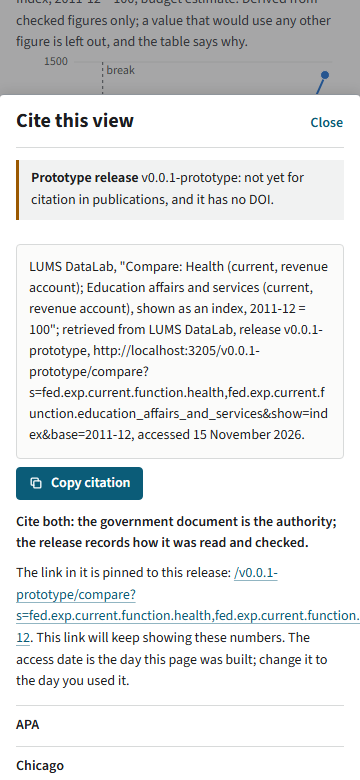 index, 2011-12 = 100; budget estimate. Derived from
checked figures only; a value that would use any other
figure is left out, and the table says why.
1500
break
Cite this view
Close
Prototype release v0.0.1-prototype: not yet for
citation in publications, and it has no DOI.
LUMS DataLab, "Compare: Health (current, revenue
account); Education affairs and services (current,
revenue account), shown as an index, 2011-12 =
100"; retrieved from LUMS DataLab, release v0.0.1-
prototype, http://localhost:3205/v0.0.1-
prototype/compare?
s=fed.exp.current.function.health,fed.exp.current.f
unction.education_affairs_and_services&show=ind
ex&base=2011-12, accessed 15 November 2026.
Copy citation
Cite both: the government document is the authority;
the release records how it was read and checked.
The link in it is pinned to this release: /v0.0.1-
prototype/compare?
s=fed.exp.current.function.health,fed.exp.current.function.
12. This link will keep showing these numbers. The
access date is the day this page was built; change it to
the day you used it.
APA
Chicago